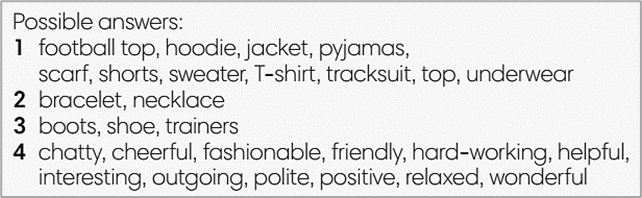 Possible answers:
1 football top, hoodie, jacket, pyjamas,
scarf, shorts, sweater, T-shirt, tracksuit, top, underwear
2 bracelet, necklace
3 boots, shoe, trainers
4 chatty, cheerful, fashionable, friendly, hard-working, helpful,
interesting, outgoing, polite, positive, relaxed, wonderful